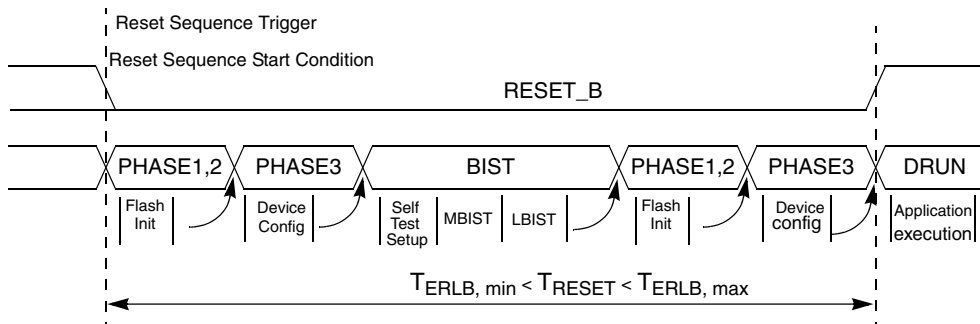 Reset Sequence Trigger
Reset Sequence Start Condition
RESET_B
PHASE1,2 PHASE3 BIST PHASE1,2 PHASE3 DRUN
Flash Init
Device Config
Self Test Setup
MBIST
LBIST
Flash Init
Device config
Application execution
TERLB, min < TRESET < TERLB, max